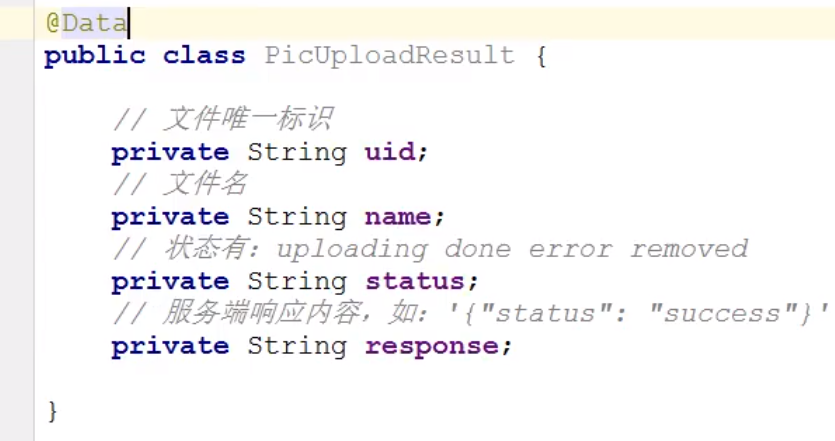 @Data
public class PicUploadResult {
// 文件唯一标识
private String uid;
// 文件名
private String name;
// 状态有：uploading done error removed
private String status;
// 服务端响应内容，如：'{"status": "success"}'
private String response;
}